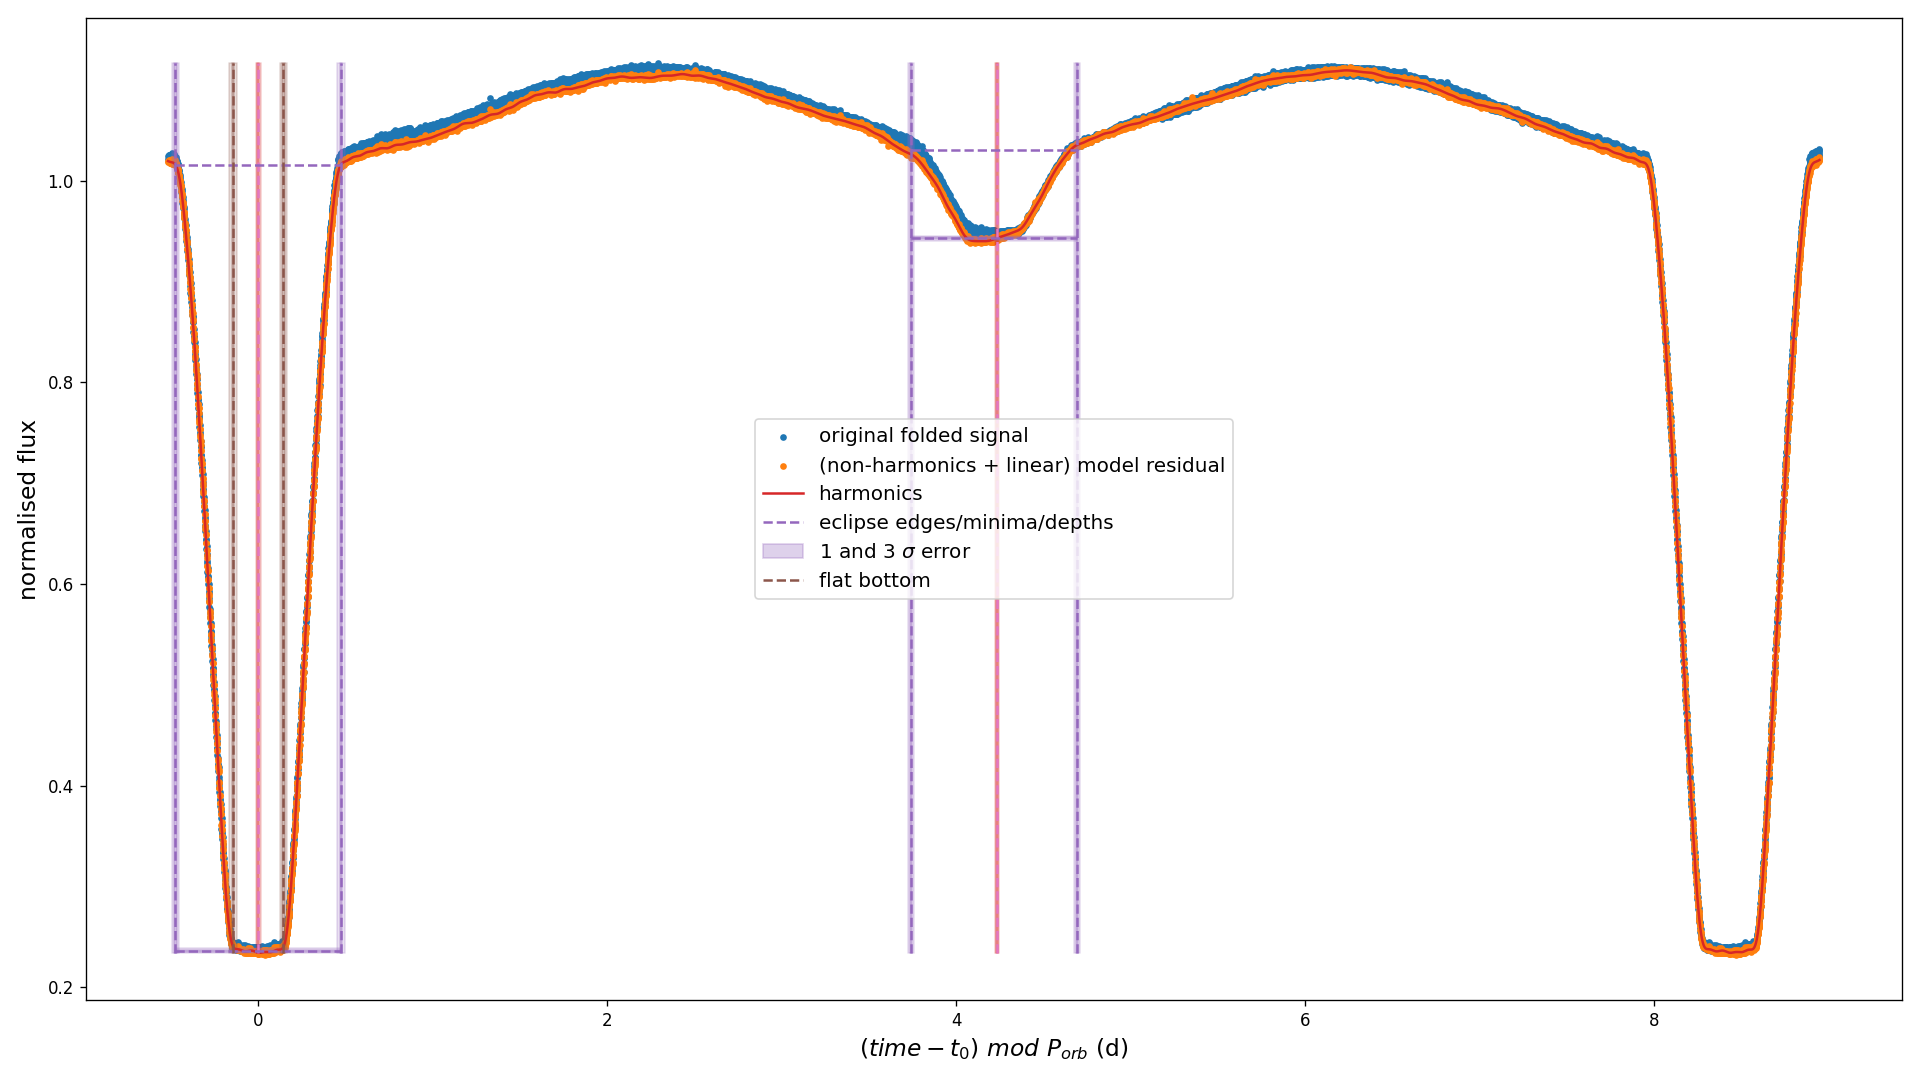 normalised flux
1.0
0.8
0.6
0.4
0.2
original folded signal
(non-harmonics + linear) model residual
harmonics
eclipse edges/minima/depths
1 and 3 σ error
flat bottom
0 2 4 6 8
(time − t₀) mod Pₒᵣᵦ (d)